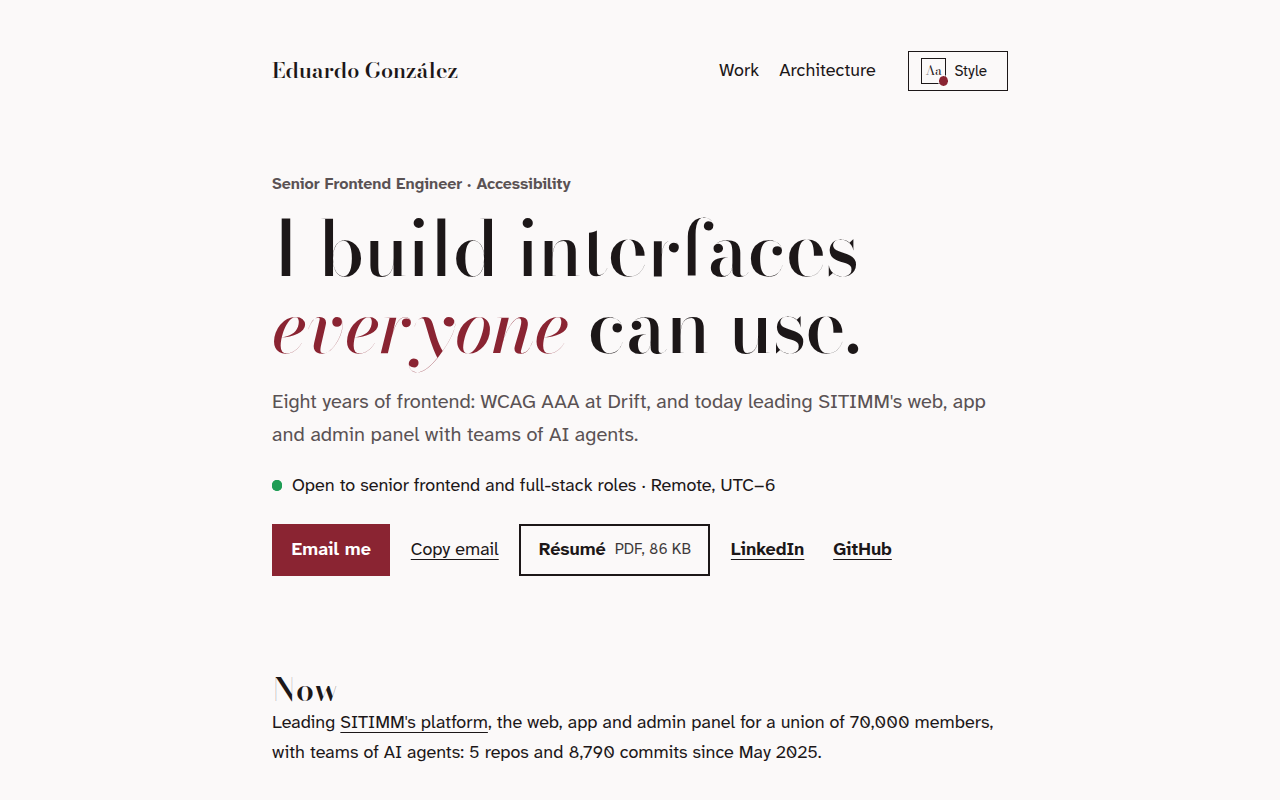 Eduardo González
Work Architecture Aa Style
Senior Frontend Engineer · Accessibility
I build interfaces
everyone can use.
Eight years of frontend: WCAG AAA at Drift, and today leading SITIMM's web, app
and admin panel with teams of AI agents.
Open to senior frontend and full-stack roles · Remote, UTC−6
Email me Copy email Résumé PDF, 86 KB LinkedIn GitHub
Now
Leading SITIMM's platform, the web, app and admin panel for a union of 70,000 members,
with teams of AI agents: 5 repos and 8,790 commits since May 2025.